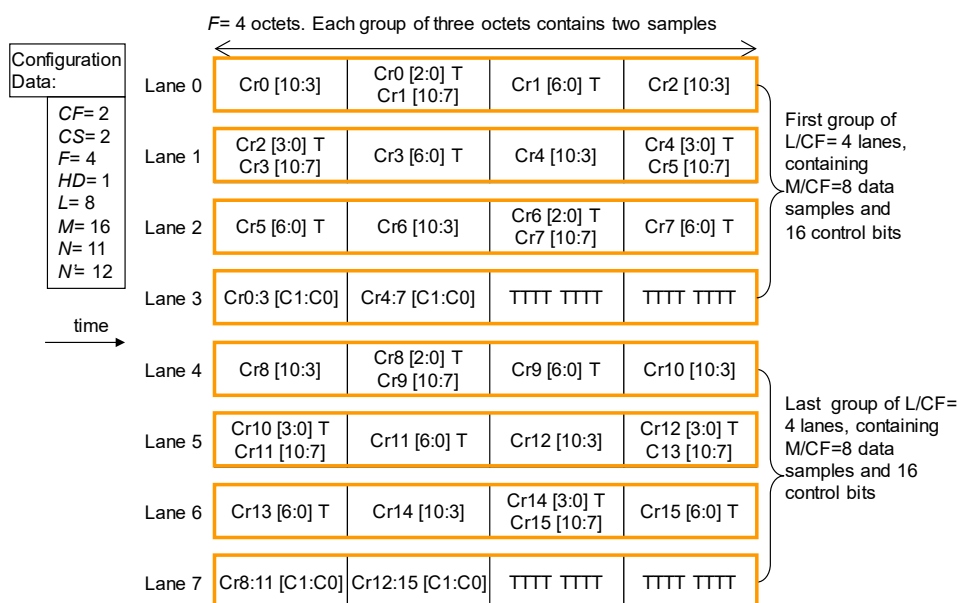 F= 4 octets. Each group of three octets contains two samples
Configuration
Data:
CF= 2
CS= 2
F= 4
HD= 1
L= 8
M= 16
N= 11
N'= 12
time
Lane 0
Cr0 [10:3]
Cr0 [2:0] T
Cr1 [10:7]
Cr1 [6:0] T
Cr2 [10:3]
Lane 1
Cr2 [3:0] T
Cr3 [10:7]
Cr3 [6:0] T
Cr4 [10:3]
Cr4 [3:0] T
Cr5 [10:7]
Lane 2
Cr5 [6:0] T
Cr6 [10:3]
Cr6 [2:0] T
Cr7 [10:7]
Cr7 [6:0] T
Lane 3
Cr0:3 [C1:C0]
Cr4:7 [C1:C0]
TTTT TTTT
TTTT TTTT
First group of
L/CF= 4 lanes,
containing
M/CF=8 data
samples and
16 control bits
Lane 4
Cr8 [10:3]
Cr8 [2:0] T
Cr9 [10:7]
Cr9 [6:0] T
Cr10 [10:3]
Lane 5
Cr10 [3:0] T
Cr11 [10:7]
Cr11 [6:0] T
Cr12 [10:3]
Cr12 [3:0] T
C13 [10:7]
Lane 6
Cr13 [6:0] T
Cr14 [10:3]
Cr14 [3:0] T
Cr15 [10:7]
Cr15 [6:0] T
Lane 7
Cr8:11 [C1:C0]
Cr12:15 [C1:C0]
TTTT TTTT
TTTT TTTT
Last group of L/CF=
4 lanes, containing
M/CF=8 data
samples and 16
control bits